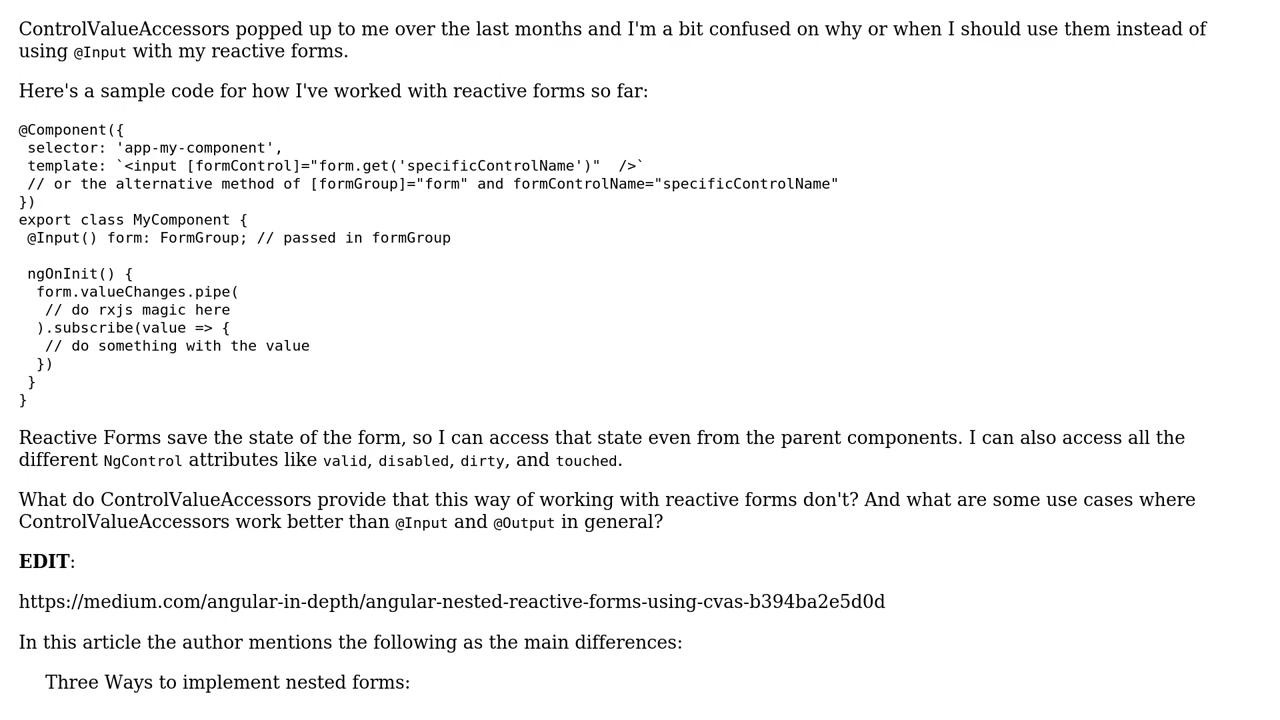 ControlValueAccessors popped up to me over the last months and I'm a bit confused on why or when I should use them instead of
using @Input with my reactive forms.
Here's a sample code for how I've worked with reactive forms so far:
@Component({
 selector: 'app-my-component',
 template: `<input [formControl]="form.get('specificControlName')"  />`
 // or the alternative method of [formGroup]="form" and formControlName="specificControlName"
})
export class MyComponent {
 @Input() form: FormGroup; // passed in formGroup
 ngOnInit() {
  form.valueChanges.pipe(
   // do rxjs magic here
  ).subscribe(value => {
   // do something with the value
  })
 }
}
Reactive Forms save the state of the form, so I can access that state even from the parent components. I can also access all the
different NgControl attributes like valid, disabled, dirty, and touched.
What do ControlValueAccessors provide that this way of working with reactive forms don't? And what are some use cases where
ControlValueAccessors work better than @Input and @Output in general?
EDIT:
https://medium.com/angular-in-depth/angular-nested-reactive-forms-using-cvas-b394ba2e5d0d
In this article the author mentions the following as the main differences:
Three Ways to implement nested forms: